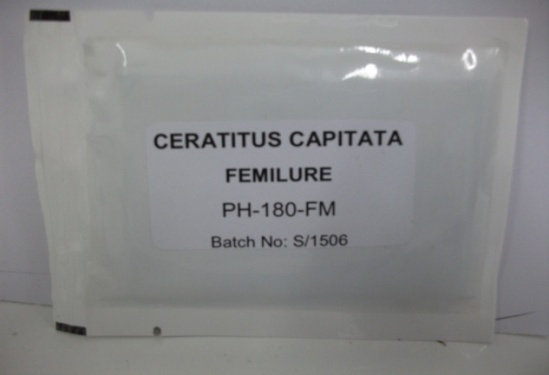 CERATITUS CAPITATA
FEMILURE
PH-180-FM
Batch No: S/1506